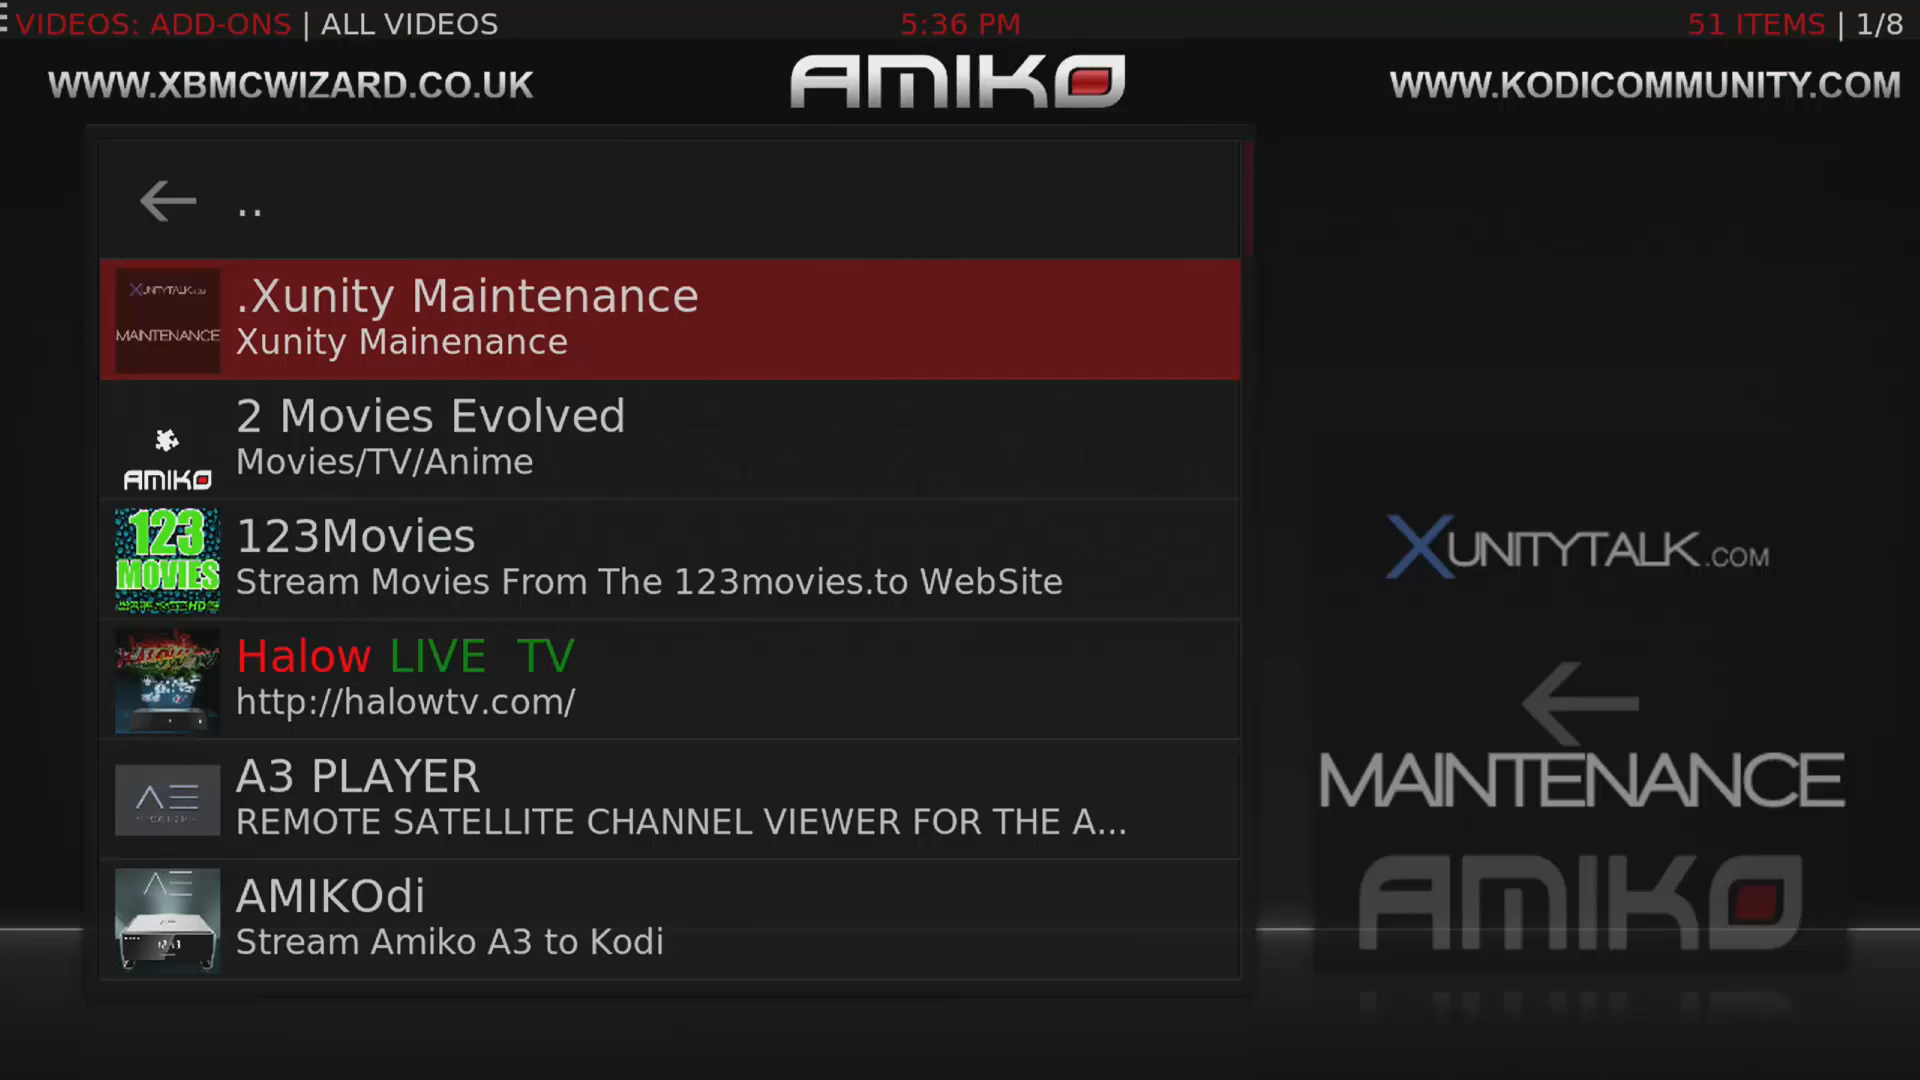 VIDEOS: ADD-ONS | ALL VIDEOS
5:36 PM
51 ITEMS | 1/8
WWW.XBMCWIZARD.CO.UK
AMIKO
WWW.KODICOMMUNITY.COM
..
XUNITYTALK.COM
MAINTENANCE
.Xunity Maintenance
Xunity Mainenance
AMIKO
2 Movies Evolved
Movies/TV/Anime
123
MOVIES
123Movies
Stream Movies From The 123movies.to WebSite
Halow LIVE TV
http://halowtv.com/
A3 PLAYER
REMOTE SATELLITE CHANNEL VIEWER FOR THE A...
AMIKOdi
Stream Amiko A3 to Kodi
XUNITYTALK.COM
MAINTENANCE
AMIKO